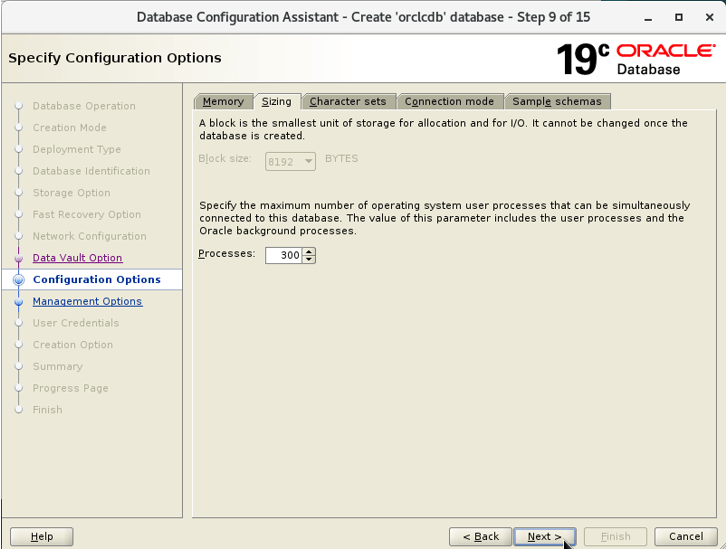 Database Configuration Assistant - Create 'orclcdb' database - Step 9 of 15
Specify Configuration Options
19c ORACLE
Database
Database Operation
Creation Mode
Deployment Type
Database Identification
Storage Option
Fast Recovery Option
Network Configuration
Data Vault Option
Configuration Options
Management Options
User Credentials
Creation Option
Summary
Progress Page
Finish
Memory Sizing Character sets Connection mode Sample schemas
A block is the smallest unit of storage for allocation and for I/O. It cannot be changed once the
database is created.
Block size: 8192 BYTES
Specify the maximum number of operating system user processes that can be simultaneously
connected to this database. The value of this parameter includes the user processes and the
Oracle background processes.
Processes: 300
Help < Back Next > Finish Cancel